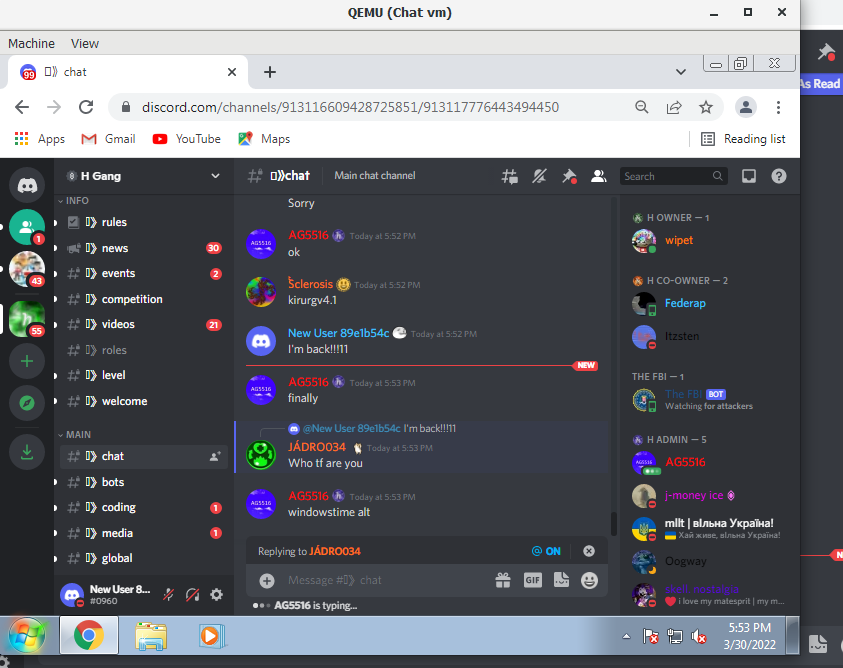 QEMU (Chat vm)
Machine View
99 chat
discord.com/channels/913116609428725851/913117776443494450
Apps Gmail YouTube Maps Reading list
As Read
H Gang
chat Main chat channel Search
INFO
rules
news 30
events 2
competition
videos 21
roles
level
welcome
MAIN
chat
bots
coding 1
media 1
global
1
43
55
New User 8...
#0960
Sorry
AG5516 Today at 5:52 PM
ok
Sclerosis Today at 5:52 PM
kirurgv4.1
New User 89e1b54c Today at 5:52 PM
I'm back!!!11
NEW
AG5516 Today at 5:53 PM
finally
@New User 89e1b54c I'm back!!!11
JÁDRO034 Today at 5:53 PM
Who tf are you
AG5516 Today at 5:53 PM
windowstime alt
Replying to JÁDRO034 @ ON
Message # chat
GIF
AG5516 is typing...
H OWNER — 1
wipet
H CO-OWNER — 2
Federap
Itzsten
THE FBI — 1
The FBI BOT
Watching for attackers
H ADMIN — 5
AG5516
j-money ice
mllt | вільна Україна!
Хай живе, вільна Україна!
Oogway
i love my matesprit | my m...
5:53 PM
3/30/2022